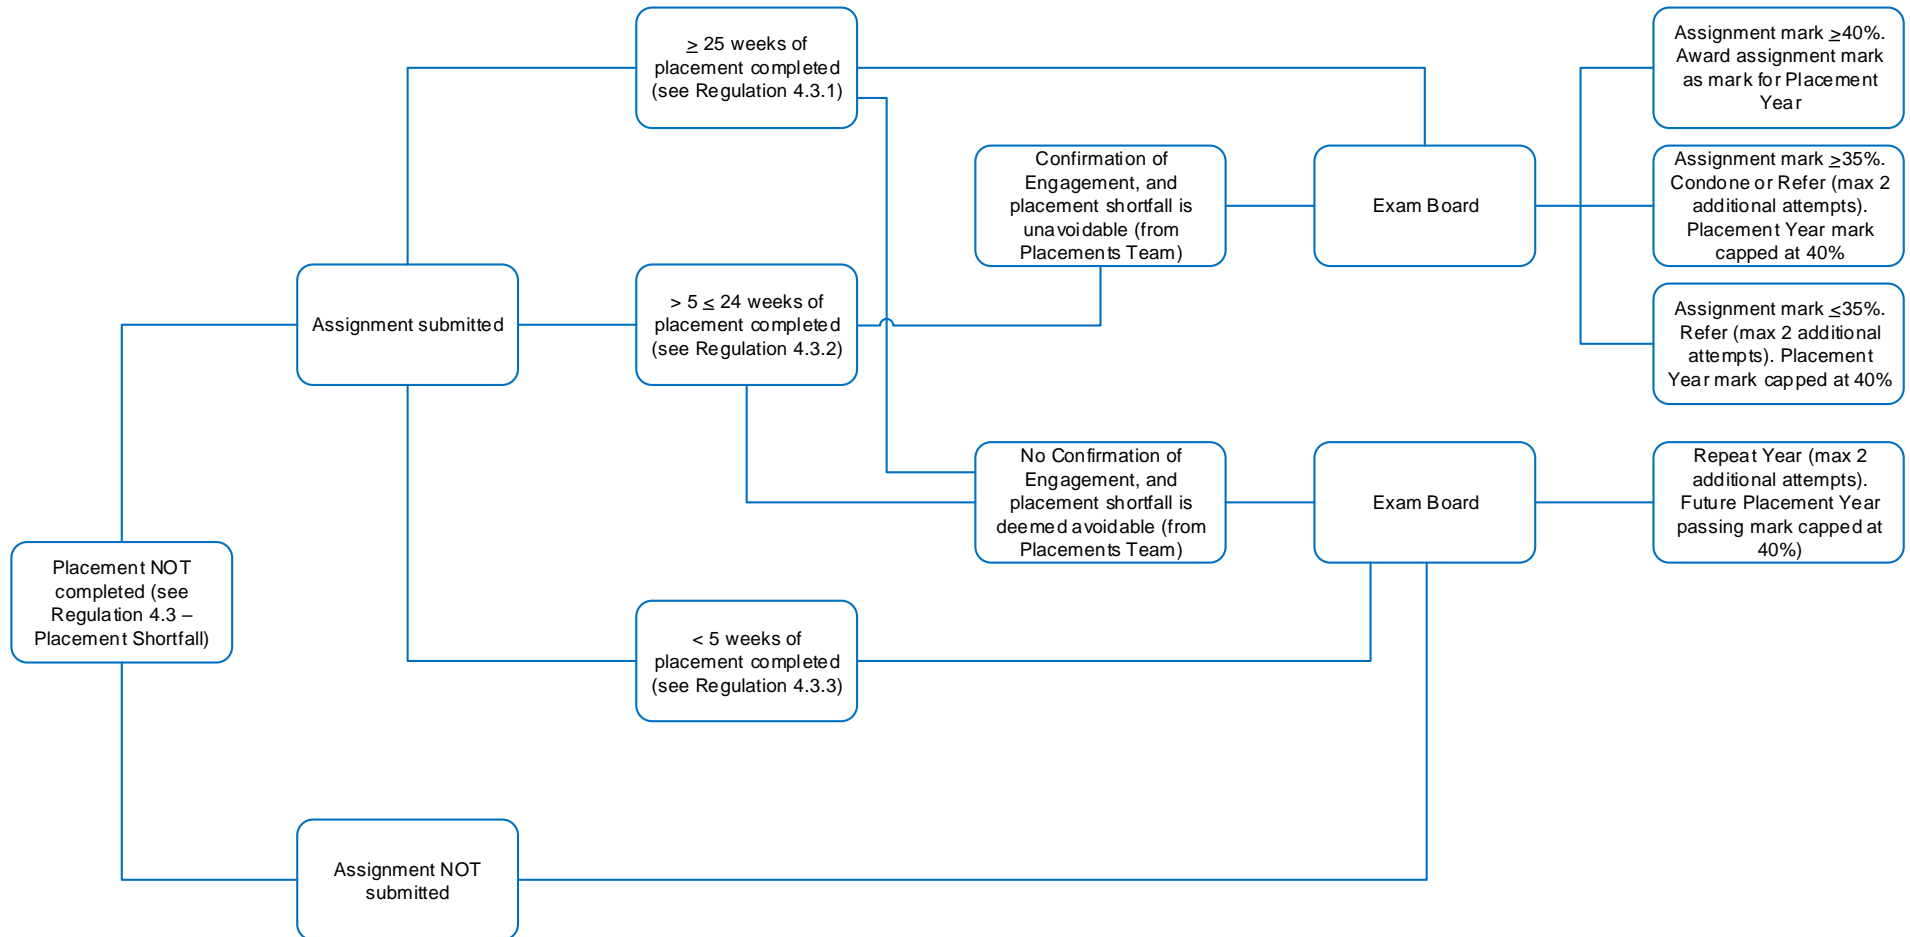 ≥ 25 weeks of
placement completed
(see Regulation 4.3.1)
Assignment mark ≥40%.
Award assignment mark
as mark for Placement
Year
Confirmation of
Engagement, and
placement shortfall is
unavoidable (from
Placements Team)
Exam Board
Assignment mark ≥35%.
Condone or Refer (max 2
additional attempts).
Placement Year mark
capped at 40%
Assignment submitted
> 5 ≤ 24 weeks of
placement completed
(see Regulation 4.3.2)
Assignment mark ≤35%.
Refer (max 2 additional
attempts). Placement
Year mark capped at 40%
No Confirmation of
Engagement, and
placement shortfall is
deemed avoidable (from
Placements Team)
Exam Board
Repeat Year (max 2
additional attempts).
Future Placement Year
passing mark capped at
40%)
Placement NOT
completed (see
Regulation 4.3 –
Placement Shortfall)
< 5 weeks of
placement completed
(see Regulation 4.3.3)
Assignment NOT
submitted